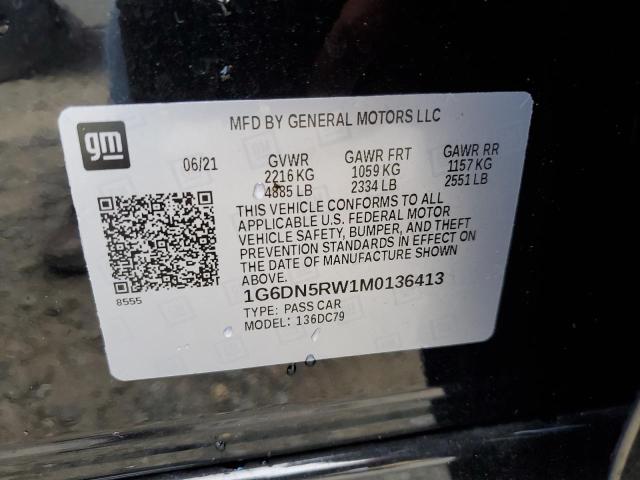 MFD BY GENERAL MOTORS LLC
gm
06/21 GVWR GAWR FRT GAWR RR
2216 KG 1059 KG 1157 KG
4885 LB 2334 LB 2551 LB
THIS VEHICLE CONFORMS TO ALL
APPLICABLE U.S. FEDERAL MOTOR
VEHICLE SAFETY, BUMPER, AND THEFT
PREVENTION STANDARDS IN EFFECT ON
THE DATE OF MANUFACTURE SHOWN
ABOVE.
8555
1G6DN5RW1M0136413
TYPE: PASS CAR
MODEL: 136DC79